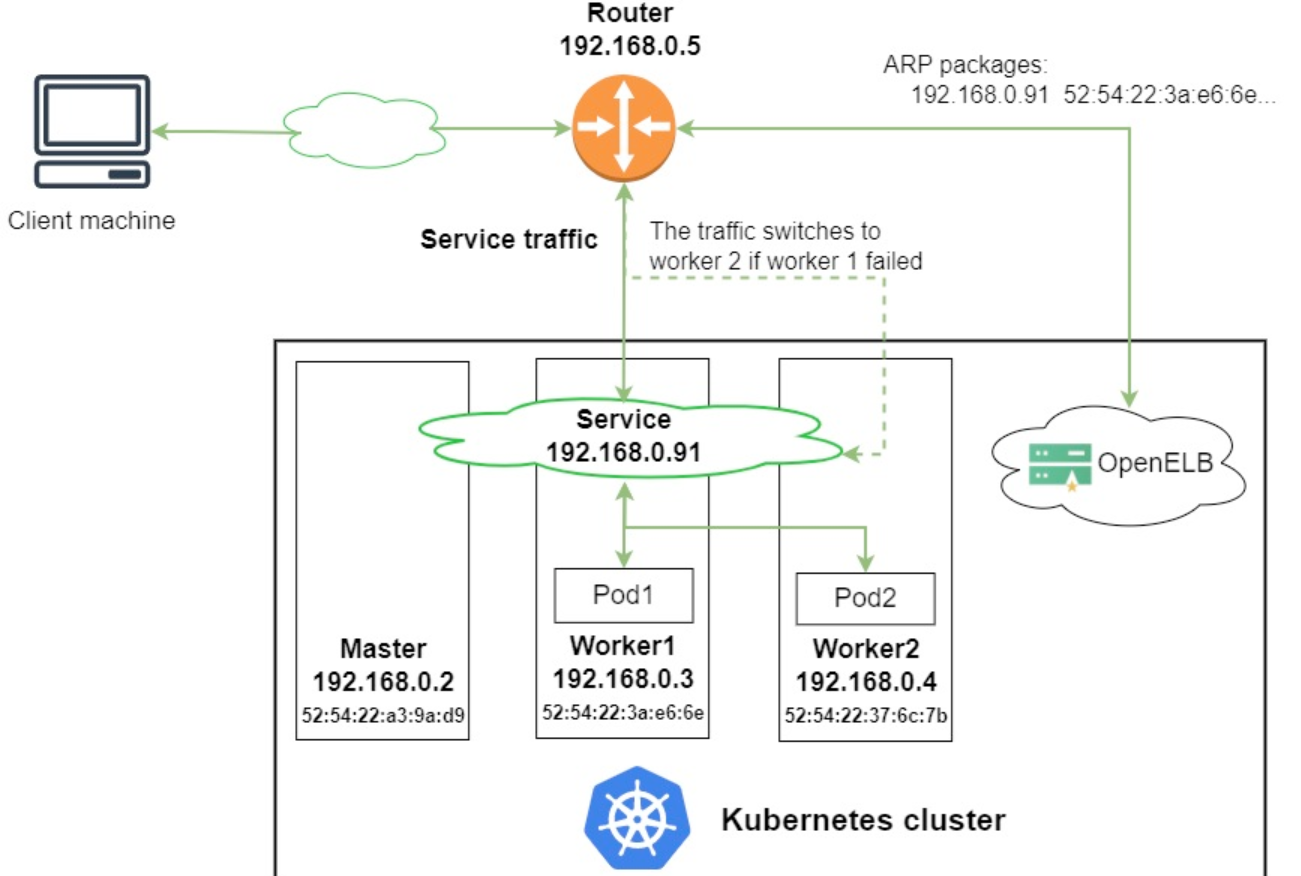 Router
192.168.0.5
ARP packages:
192.168.0.91 52:54:22:3a:e6:6e...
Client machine
Service traffic
The traffic switches to
worker 2 if worker 1 failed
Service
192.168.0.91
OpenELB
Pod1
Pod2
Master
192.168.0.2
52:54:22:a3:9a:d9
Worker1
192.168.0.3
52:54:22:3a:e6:6e
Worker2
192.168.0.4
52:54:22:37:6c:7b
Kubernetes cluster